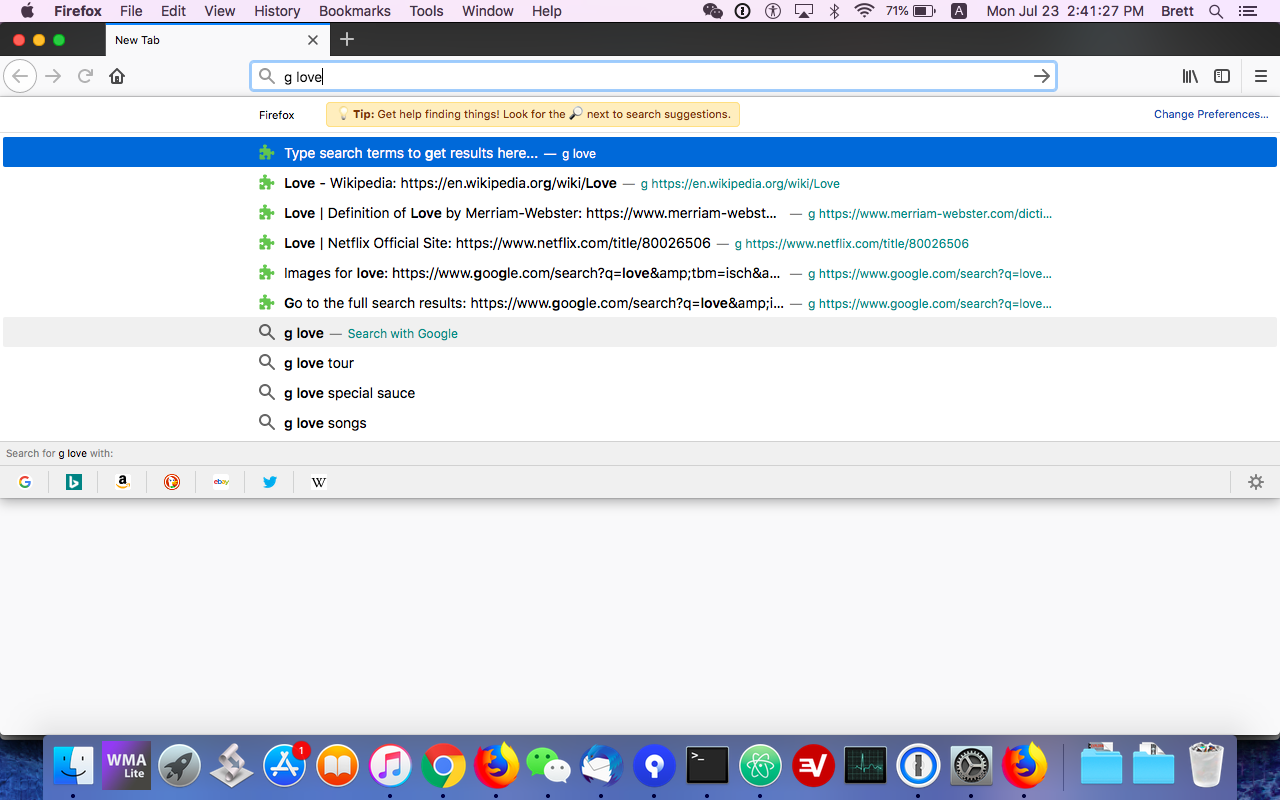 Firefox File Edit View History Bookmarks Tools Window Help 71% A Mon Jul 23 2:41:27 PM Brett
New Tab
g love
Firefox Tip: Get help finding things! Look for the 🔎 next to search suggestions. Change Preferences...
Type search terms to get results here... — g love
Love - Wikipedia: https://en.wikipedia.org/wiki/Love — g https://en.wikipedia.org/wiki/Love
Love | Definition of Love by Merriam-Webster: https://www.merriam-webst... — g https://www.merriam-webster.com/dicti...
Love | Netflix Official Site: https://www.netflix.com/title/80026506 — g https://www.netflix.com/title/80026506
Images for love: https://www.google.com/search?q=love&amp;tbm=isch&a... — g https://www.google.com/search?q=love...
Go to the full search results: https://www.google.com/search?q=love&amp;i... — g https://www.google.com/search?q=love...
g love — Search with Google
g love tour
g love special sauce
g love songs
Search for g love with:
G b a ebay W
WMA
Lite
1
>_